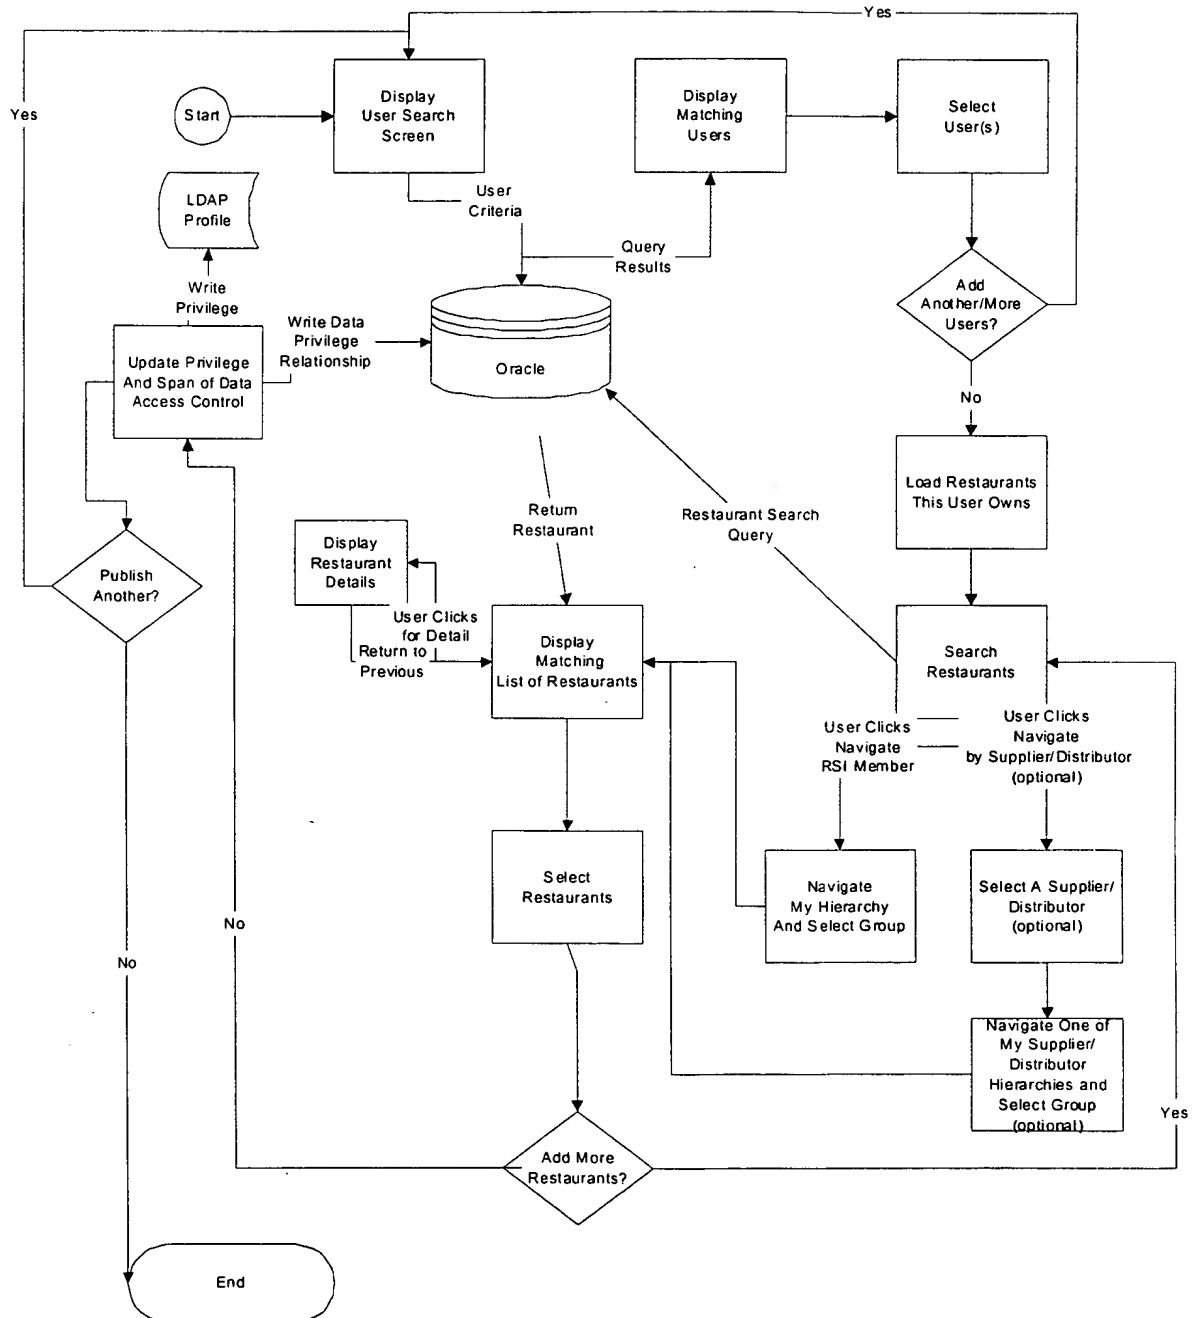 Yes
Yes
Start
Display
User Search
Screen
Display
Matching
Users
Select
User(s)
LDAP
Profile
User
Criteria
Query
Results
Write
Privilege
Write Data
Privilege
Relationship
Add
Another/More
Users?
Update Privilege
And Span of Data
Access Control
Oracle
No
Load Restaurants
This User Owns
Return
Restaurant
Restaurant Search
Query
Display
Restaurant
Details
Publish
Another?
User Clicks
for Detail
Return to
Previous
Display
Matching
List of Restaurants
Search
Restaurants
User Clicks
Navigate
RSI Member
User Clicks
Navigate
by Supplier/Distributor
(optional)
Select
Restaurants
Navigate
My Hierarchy
And Select Group
Select A Supplier/
Distributor
(optional)
No
No
Navigate One of
My Supplier/
Distributor
Hierarchies and
Select Group
(optional)
Yes
Add More
Restaurants?
End